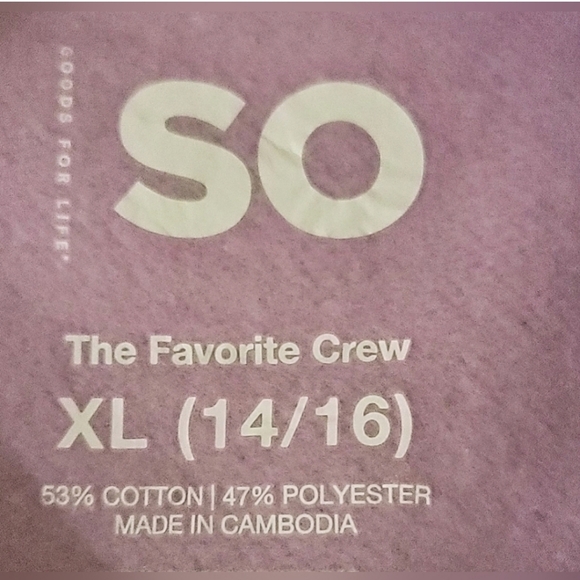 GOODS FOR LIFE*
SO
The Favorite Crew
XL (14/16)
53% COTTON | 47% POLYESTER
MADE IN CAMBODIA